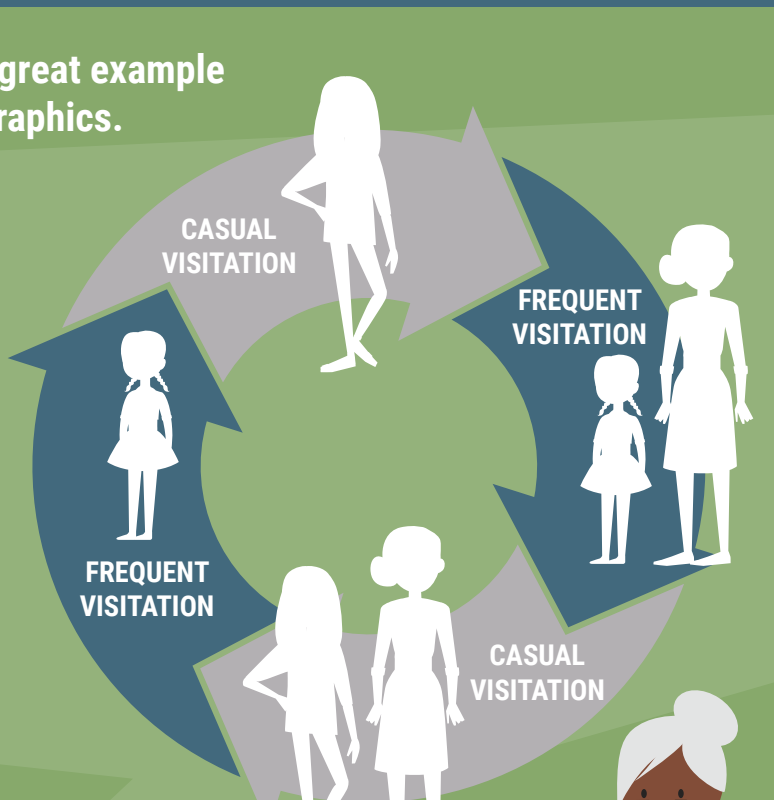 great example
raphics.
CASUAL
VISITATION
FREQUENT
VISITATION
FREQUENT
VISITATION
CASUAL
VISITATION